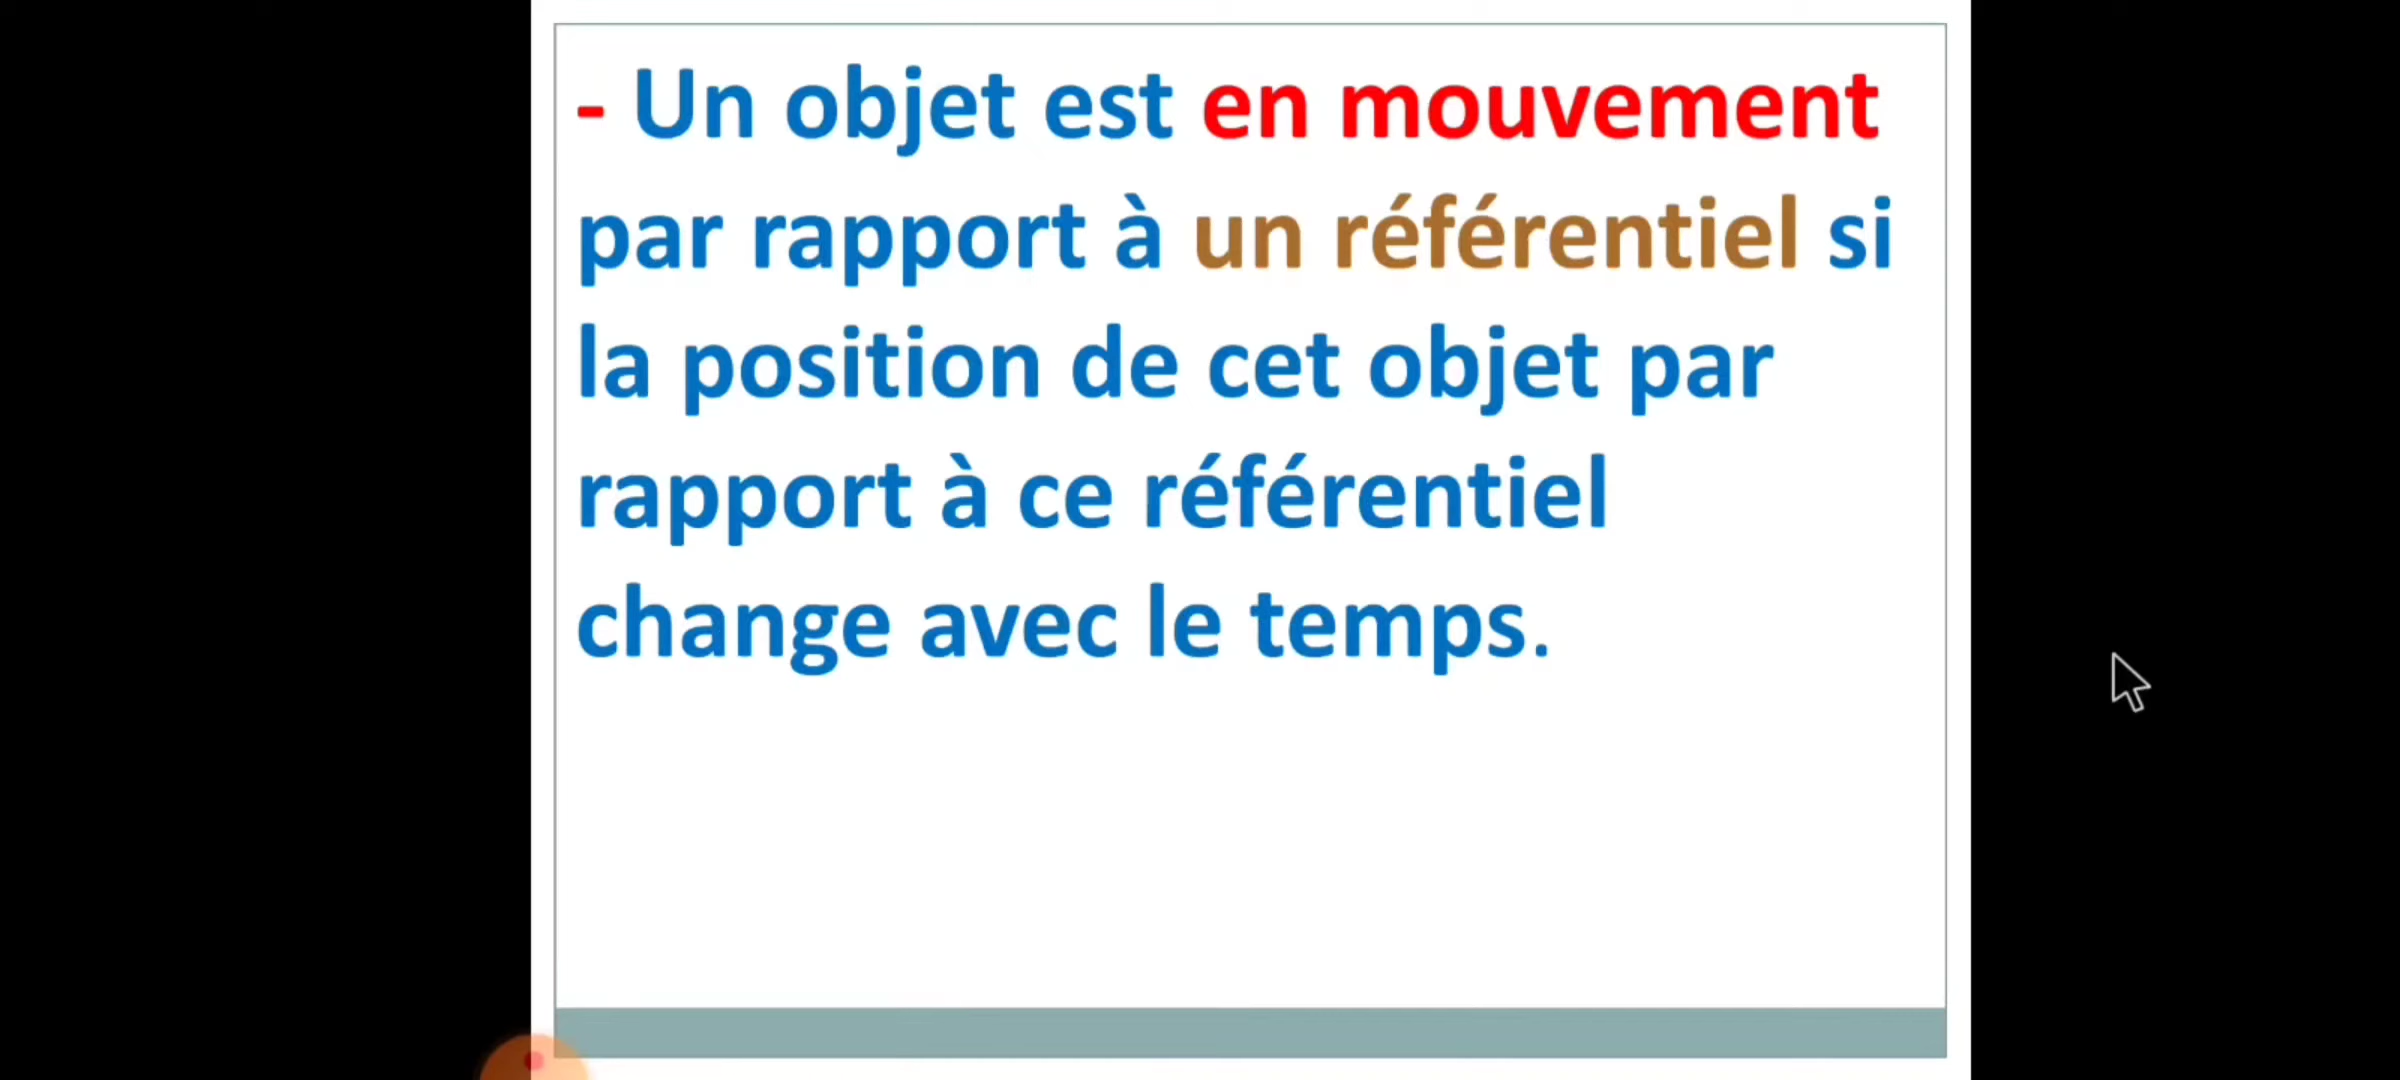 - Un objet est en mouvement
par rapport à un référentiel si
la position de cet objet par
rapport à ce référentiel
change avec le temps.